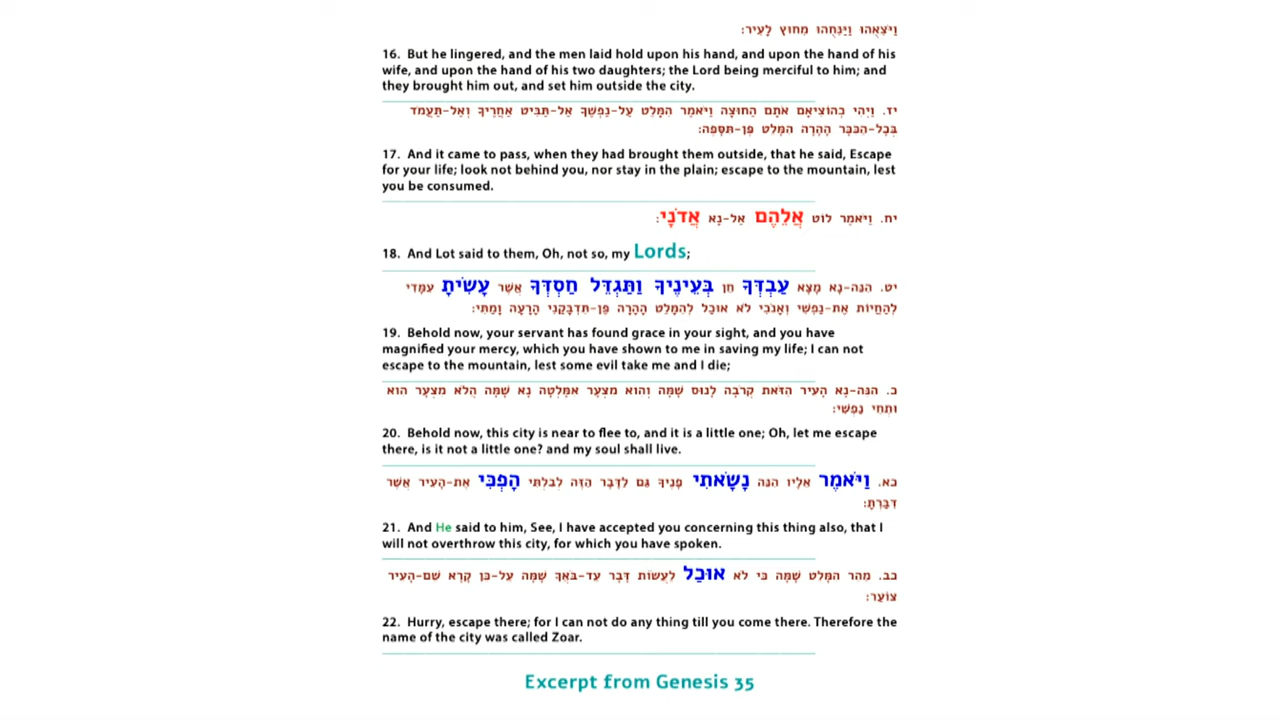 וַיֹּצִאֻהוּ וַיַּנִּחֻהוּ מִחוּץ לָעִיר:
16. But he lingered, and the men laid hold upon his hand, and upon the hand of his
wife, and upon the hand of his two daughters; the Lord being merciful to him; and
they brought him out, and set him outside the city.
יז. וַיְהִי כְהוֹצִיאָם אֹתָם הַחוּצָה וַיֹּאמֶר הִמָּלֵט עַל-נַפְשֶׁךָ אַל-תַּבִּיט אַחֲרֶיךָ וְאַל-תַּעֲמֹד
בְּכָל-הַכִּכָּר הָהָרָה הִמָּלֵט פֶּן-תִּסָּפֶה:
17. And it came to pass, when they had brought them outside, that he said, Escape
for your life; look not behind you, nor stay in the plain; escape to the mountain, lest
you be consumed.
יח. וַיֹּאמֶר לוֹט אֲלֵהֶם אַל-נָא אֲדֹנָי:
18. And Lot said to them, Oh, not so, my Lords;
יט. הִנֵּה-נָא מָצָא עַבְדְּךָ חֵן בְּעֵינֶיךָ וַתַּגְדֵּל חַסְדְּךָ אֲשֶׁר עָשִׂיתָ עִמָּדִי
לְהַחֲיוֹת אֶת-נַפְשִׁי וְאָנֹכִי לֹא אוּכַל לְהִמָּלֵט הָהָרָה פֶּן-תִּדְבָּקַנִי הָרָעָה וָמַתִּי:
19. Behold now, your servant has found grace in your sight, and you have
magnified your mercy, which you have shown to me in saving my life; I can not
escape to the mountain, lest some evil take me and I die;
כ. הִנֵּה-נָא הָעִיר הַזֹּאת קְרֹבָה לָנוּס שָׁמָּה וְהִוא מִצְעָר אִמָּלְטָה נָּא שָׁמָּה הֲלֹא מִצְעָר הִוא
וּתְחִי נַפְשִׁי:
20. Behold now, this city is near to flee to, and it is a little one; Oh, let me escape
there, is it not a little one? and my soul shall live.
כא. וַיֹּאמֶר אֵלָיו הִנֵּה נָשָׂאתִי פָנֶיךָ גַּם לַדָּבָר הַזֶּה לְבִלְתִּי הָפְכִּי אֶת-הָעִיר אֲשֶׁר
דִּבַּרְתָּ:
21. And He said to him, See, I have accepted you concerning this thing also, that I
will not overthrow this city, for which you have spoken.
כב. מַהֵר הִמָּלֵט שָׁמָּה כִּי לֹא אוּכַל לַעֲשׂוֹת דָּבָר עַד-בֹּאֲךָ שָׁמָּה עַל-כֵּן קָרָא שֵׁם-הָעִיר
צוֹעַר:
22. Hurry, escape there; for I can not do any thing till you come there. Therefore the
name of the city was called Zoar.
Excerpt from Genesis 35